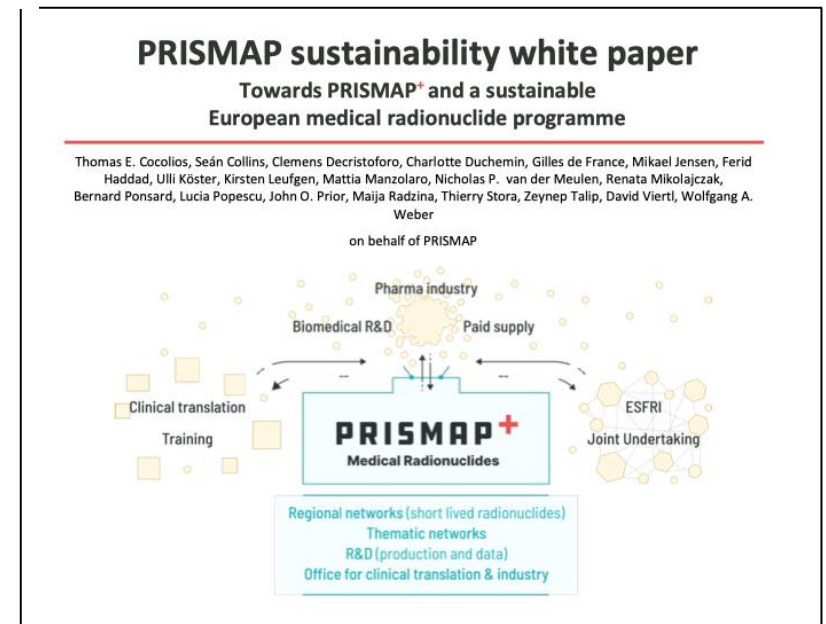 PRISMAP sustainability white paper
Towards PRISMAP+ and a sustainable
European medical radionuclide programme
Thomas E. Cocolios, Seán Collins, Clemens Decristoforo, Charlotte Duchemin, Gilles de France, Mikael Jensen, Ferid
Haddad, Ulli Köster, Kirsten Leufgen, Mattia Manzolaro, Nicholas P. van der Meulen, Renata Mikolajczak,
Bernard Ponsard, Lucia Popescu, John O. Prior, Maija Radzina, Thierry Stora, Zeynep Talip, David Viertl, Wolfgang A.
Weber
on behalf of PRISMAP
Pharma industry
Biomedical R&D
Paid supply
Clinical translation
Training
ESFRI
Joint Undertaking
PRISMAP+
Medical Radionuclides
Regional networks (short lived radionuclides)
Thematic networks
R&D (production and data)
Office for clinical translation & industry